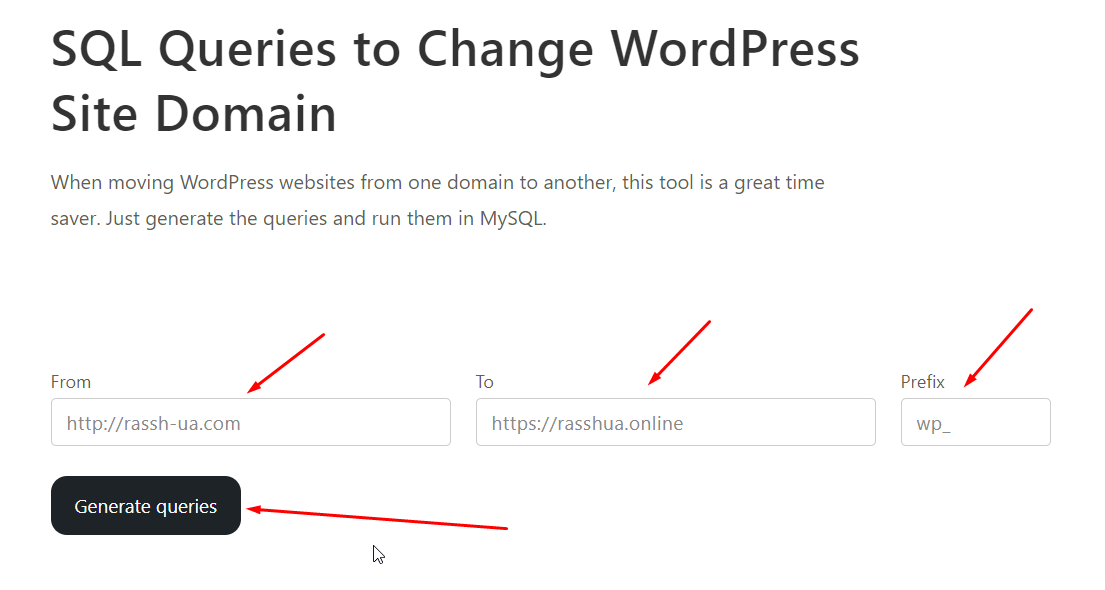 SQL Queries to Change WordPress
Site Domain
When moving WordPress websites from one domain to another, this tool is a great time
saver. Just generate the queries and run them in MySQL.
From
To
Prefix
http://rassh-ua.com
https://rasshua.online
wp_
Generate queries